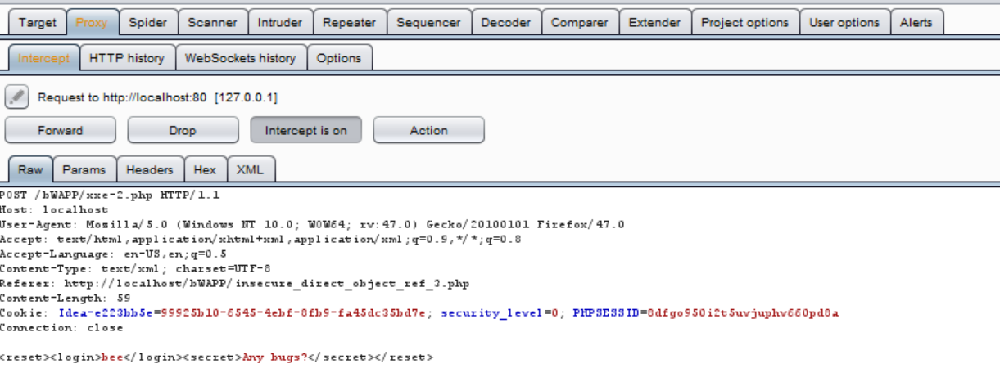 Target Proxy Spider Scanner Intruder Repeater Sequencer Decoder Comparer Extender Project options User options Alerts
Intercept HTTP history WebSockets history Options
Request to http://localhost:80 [127.0.0.1]
Forward Drop Intercept is on Action
Raw Params Headers Hex XML
POST /bWAPP/xxe-2.php HTTP/1.1
Host: localhost
User-Agent: Mozilla/5.0 (Windows NT 10.0; WOW64; rv:47.0) Gecko/20100101 Firefox/47.0
Accept: text/html,application/xhtml+xml,application/xml;q=0.9,*/*;q=0.8
Accept-Language: en-US,en;q=0.5
Content-Type: text/xml; charset=UTF-8
Referer: http://localhost/bWAPP/insecure_direct_object_ref_3.php
Content-Length: 59
Cookie: Idea-e223bb5e=99925b10-6545-4ebf-8fb9-fa45dc35bd7e; security_level=0; PHPSESSID=8dfgo950i2t5uvjuphv660pd8a
Connection: close
<reset><login>bee</login><secret>Any bugs?</secret></reset>